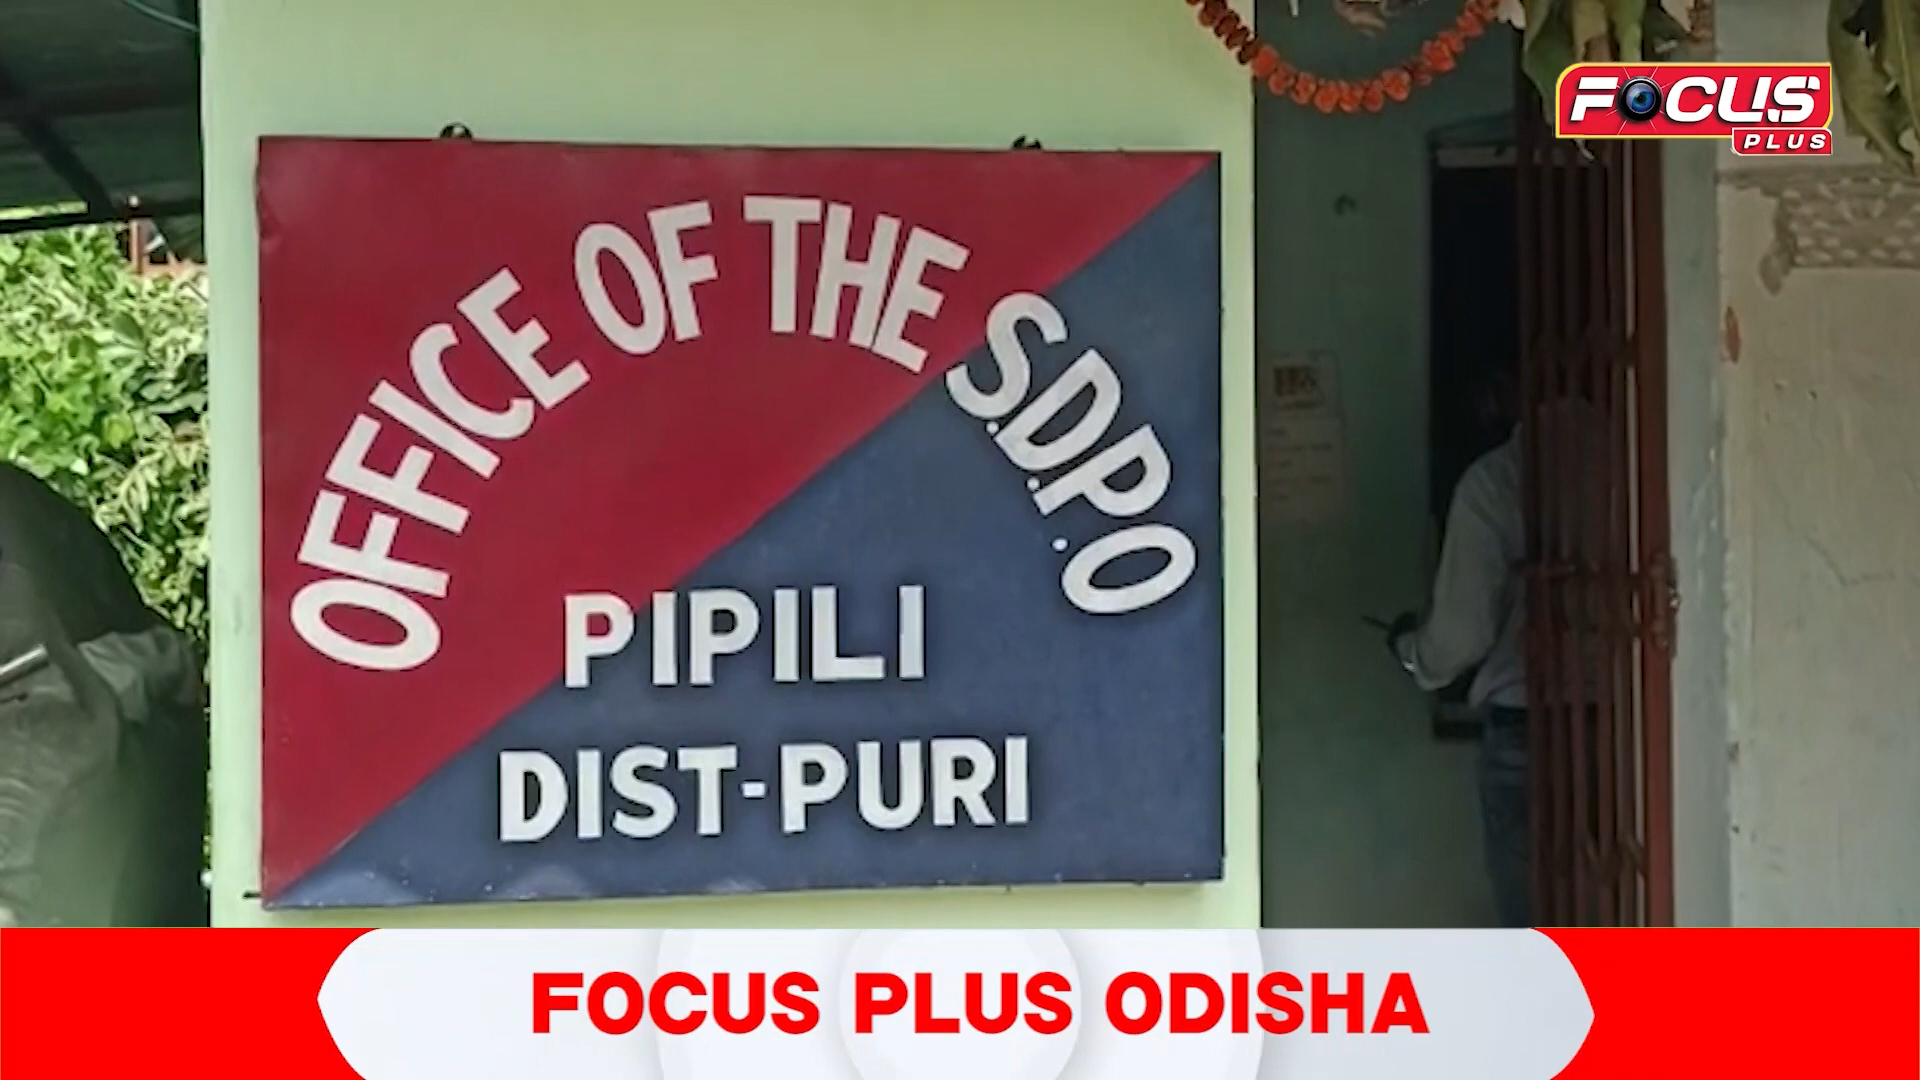 FOCUS
PLUS
OFFICE OF THE S.D.P.O
PIPILI
DIST-PURI
FOCUS PLUS ODISHA